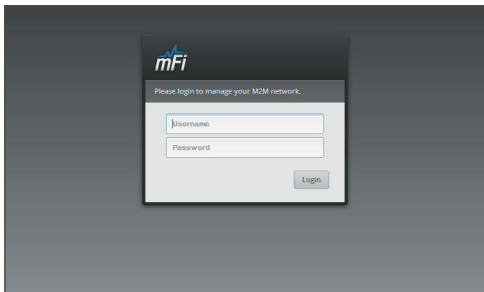 mFi
Please login to manage your M2M network.
Username
Password
Login